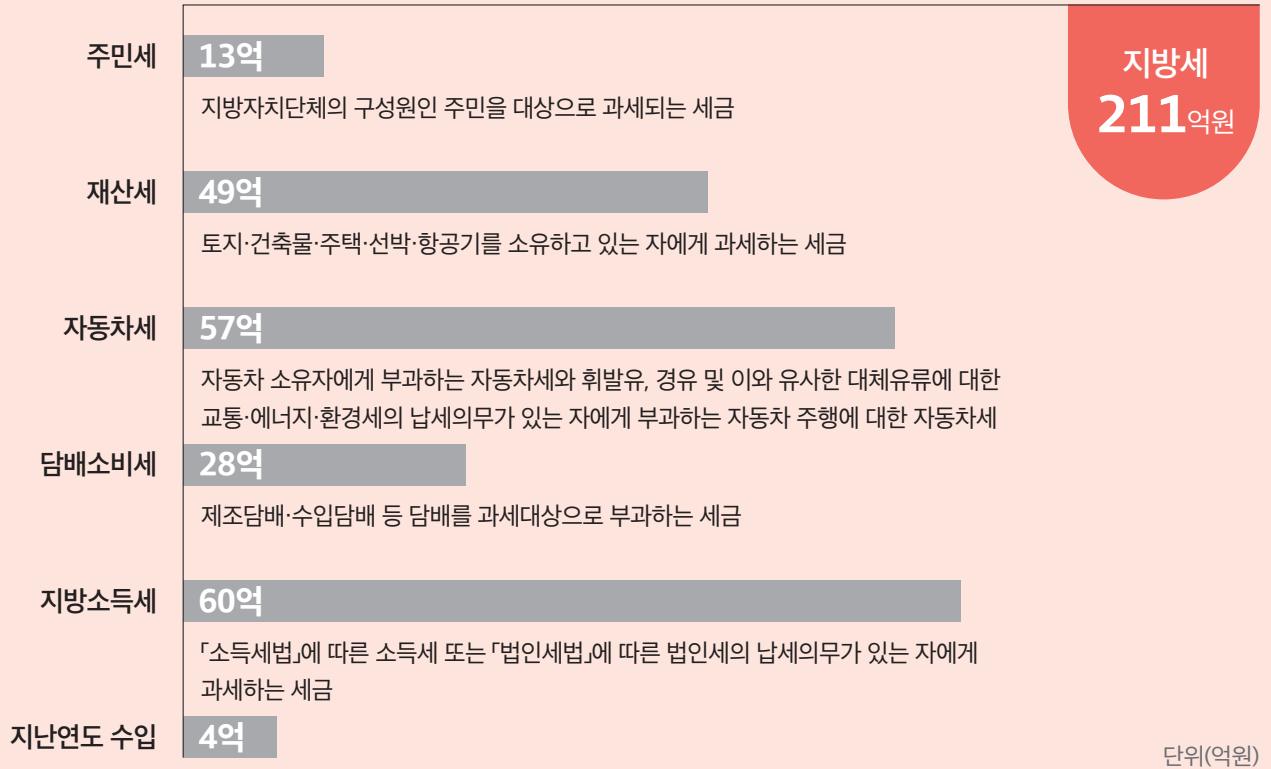 지방세
211억원
주민세 13억
지방자치단체의 구성원인 주민을 대상으로 과세되는 세금
재산세 49억
토지·건축물·주택·선박·항공기를 소유하고 있는 자에게 과세하는 세금
자동차세 57억
자동차 소유자에게 부과하는 자동차세와 휘발유, 경유 및 이와 유사한 대체유류에 대한
교통·에너지·환경세의 납세의무가 있는 자에게 부과하는 자동차 주행에 대한 자동차세
담배소비세 28억
제조담배·수입담배 등 담배를 과세대상으로 부과하는 세금
지방소득세 60억
「소득세법」에 따른 소득세 또는 「법인세법」에 따른 법인세의 납세의무가 있는 자에게
과세하는 세금
지난연도 수입 4억
단위(억원)